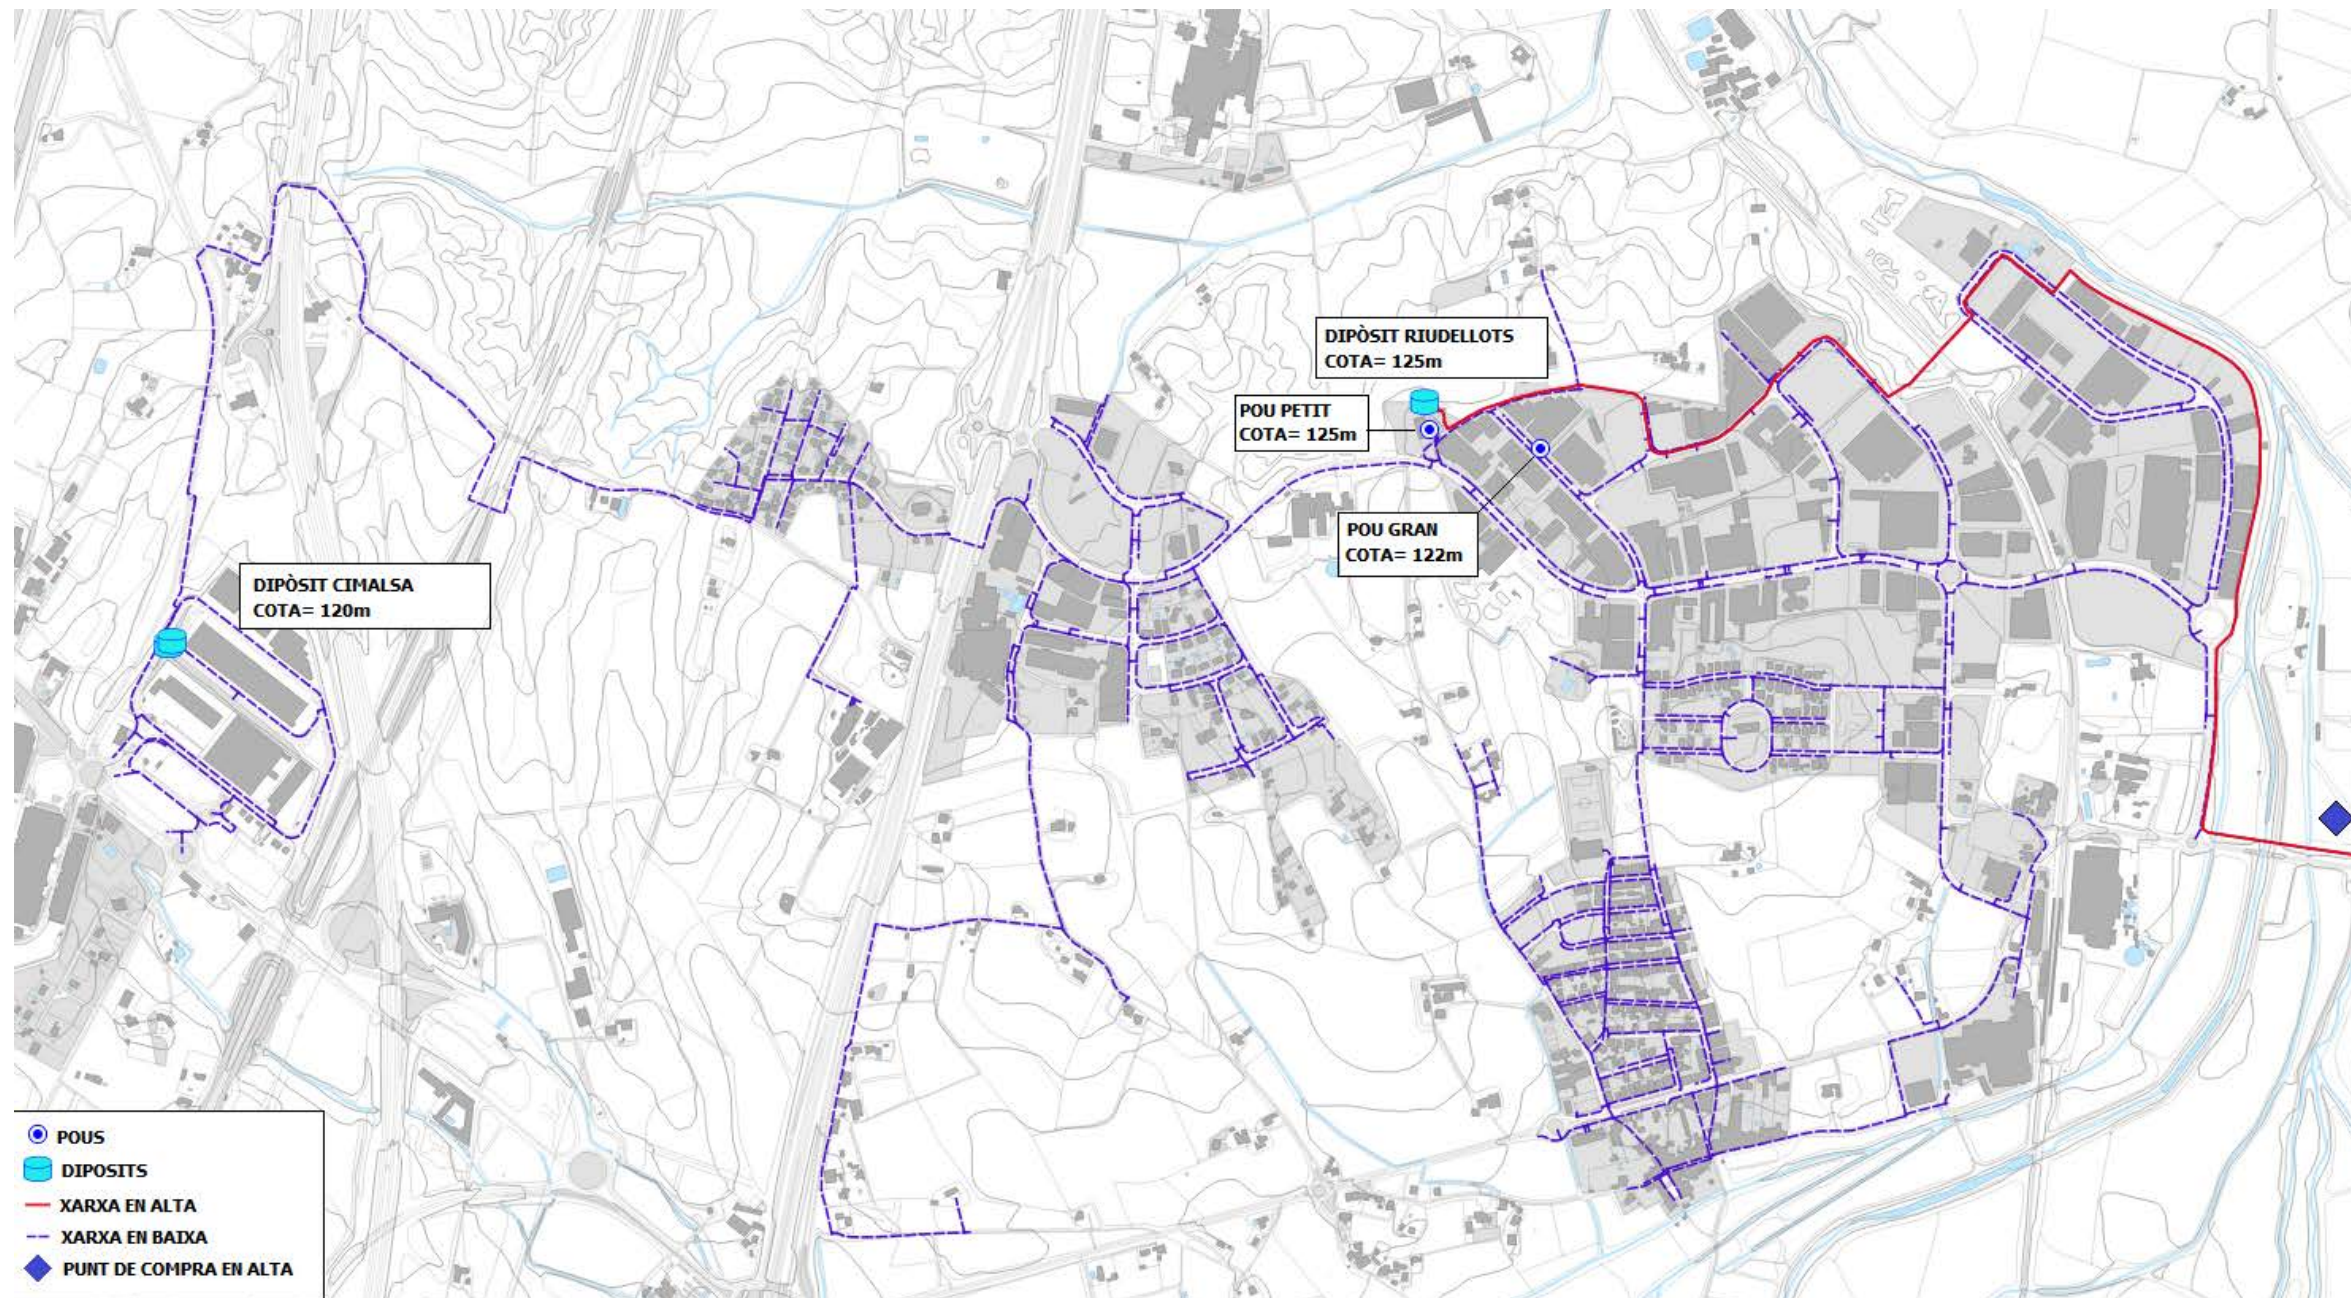 DIPÒSIT RIUDELLOTS
COTA= 125m
POU PETIT
COTA= 125m
POU GRAN
COTA= 122m
DIPÒSIT CIMALSA
COTA= 120m
POUS
DIPOSITS
XARXA EN ALTA
XARXA EN BAIXA
PUNT DE COMPRA EN ALTA